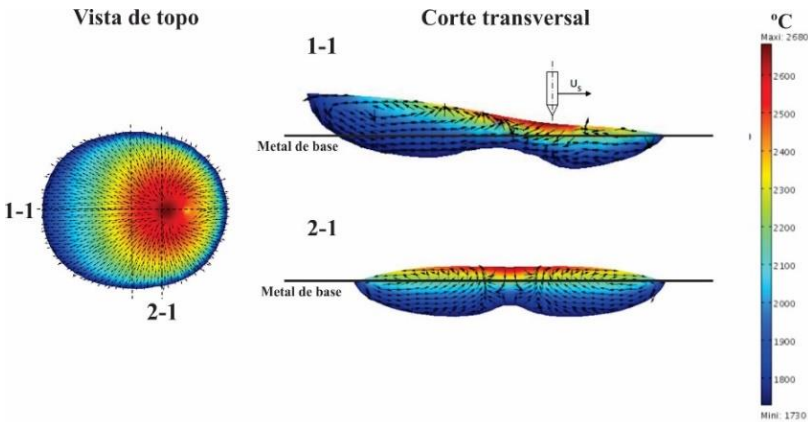 Vista de topo
Corte transversal
ºC
Maxi: 2680
1-1
U_s
2600
2500
2400
2300
2200
2100
2000
1900
1800
Mini: 1730
Metal de base
1-1
2-1
2-1
Metal de base